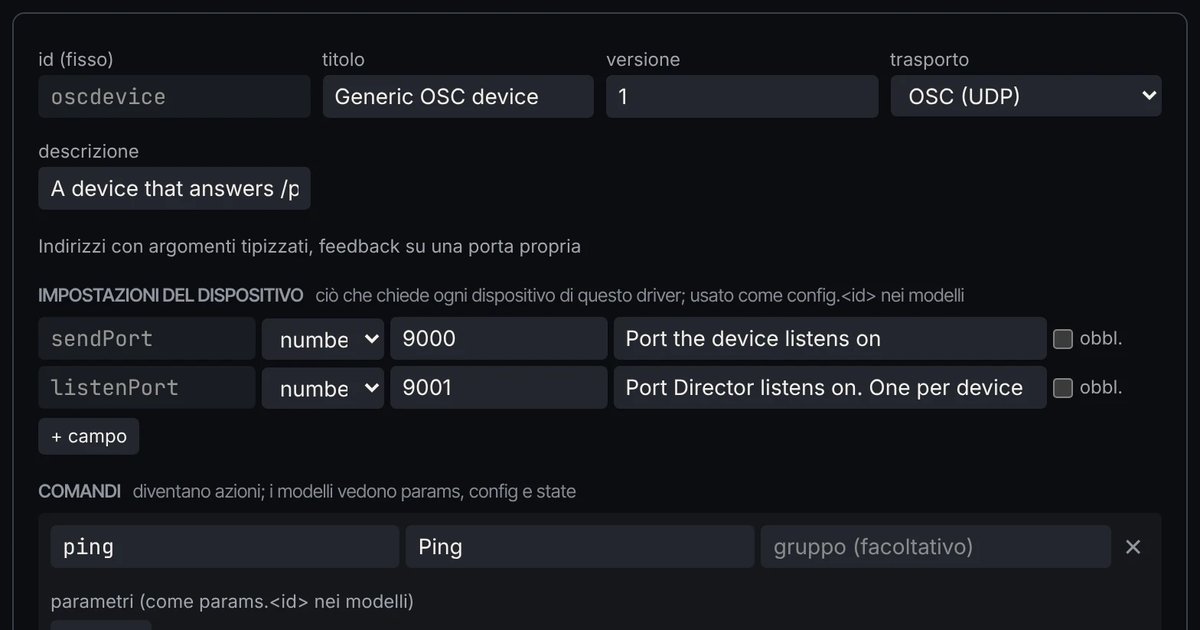 id (fisso) titolo versione trasporto
oscdevice Generic OSC device 1 OSC (UDP)
descrizione
A device that answers /p
Indirizzi con argomenti tipizzati, feedback su una porta propria
IMPOSTAZIONI DEL DISPOSITIVO ciò che chiede ogni dispositivo di questo driver; usato come config.<id> nei modelli
sendPort numbe 9000 Port the device listens on obbl.
listenPort numbe 9001 Port Director listens on. One per device obbl.
+ campo
COMANDI diventano azioni; i modelli vedono params, config e state
ping Ping gruppo (facoltativo) ×
parametri (come params.<id> nei modelli)